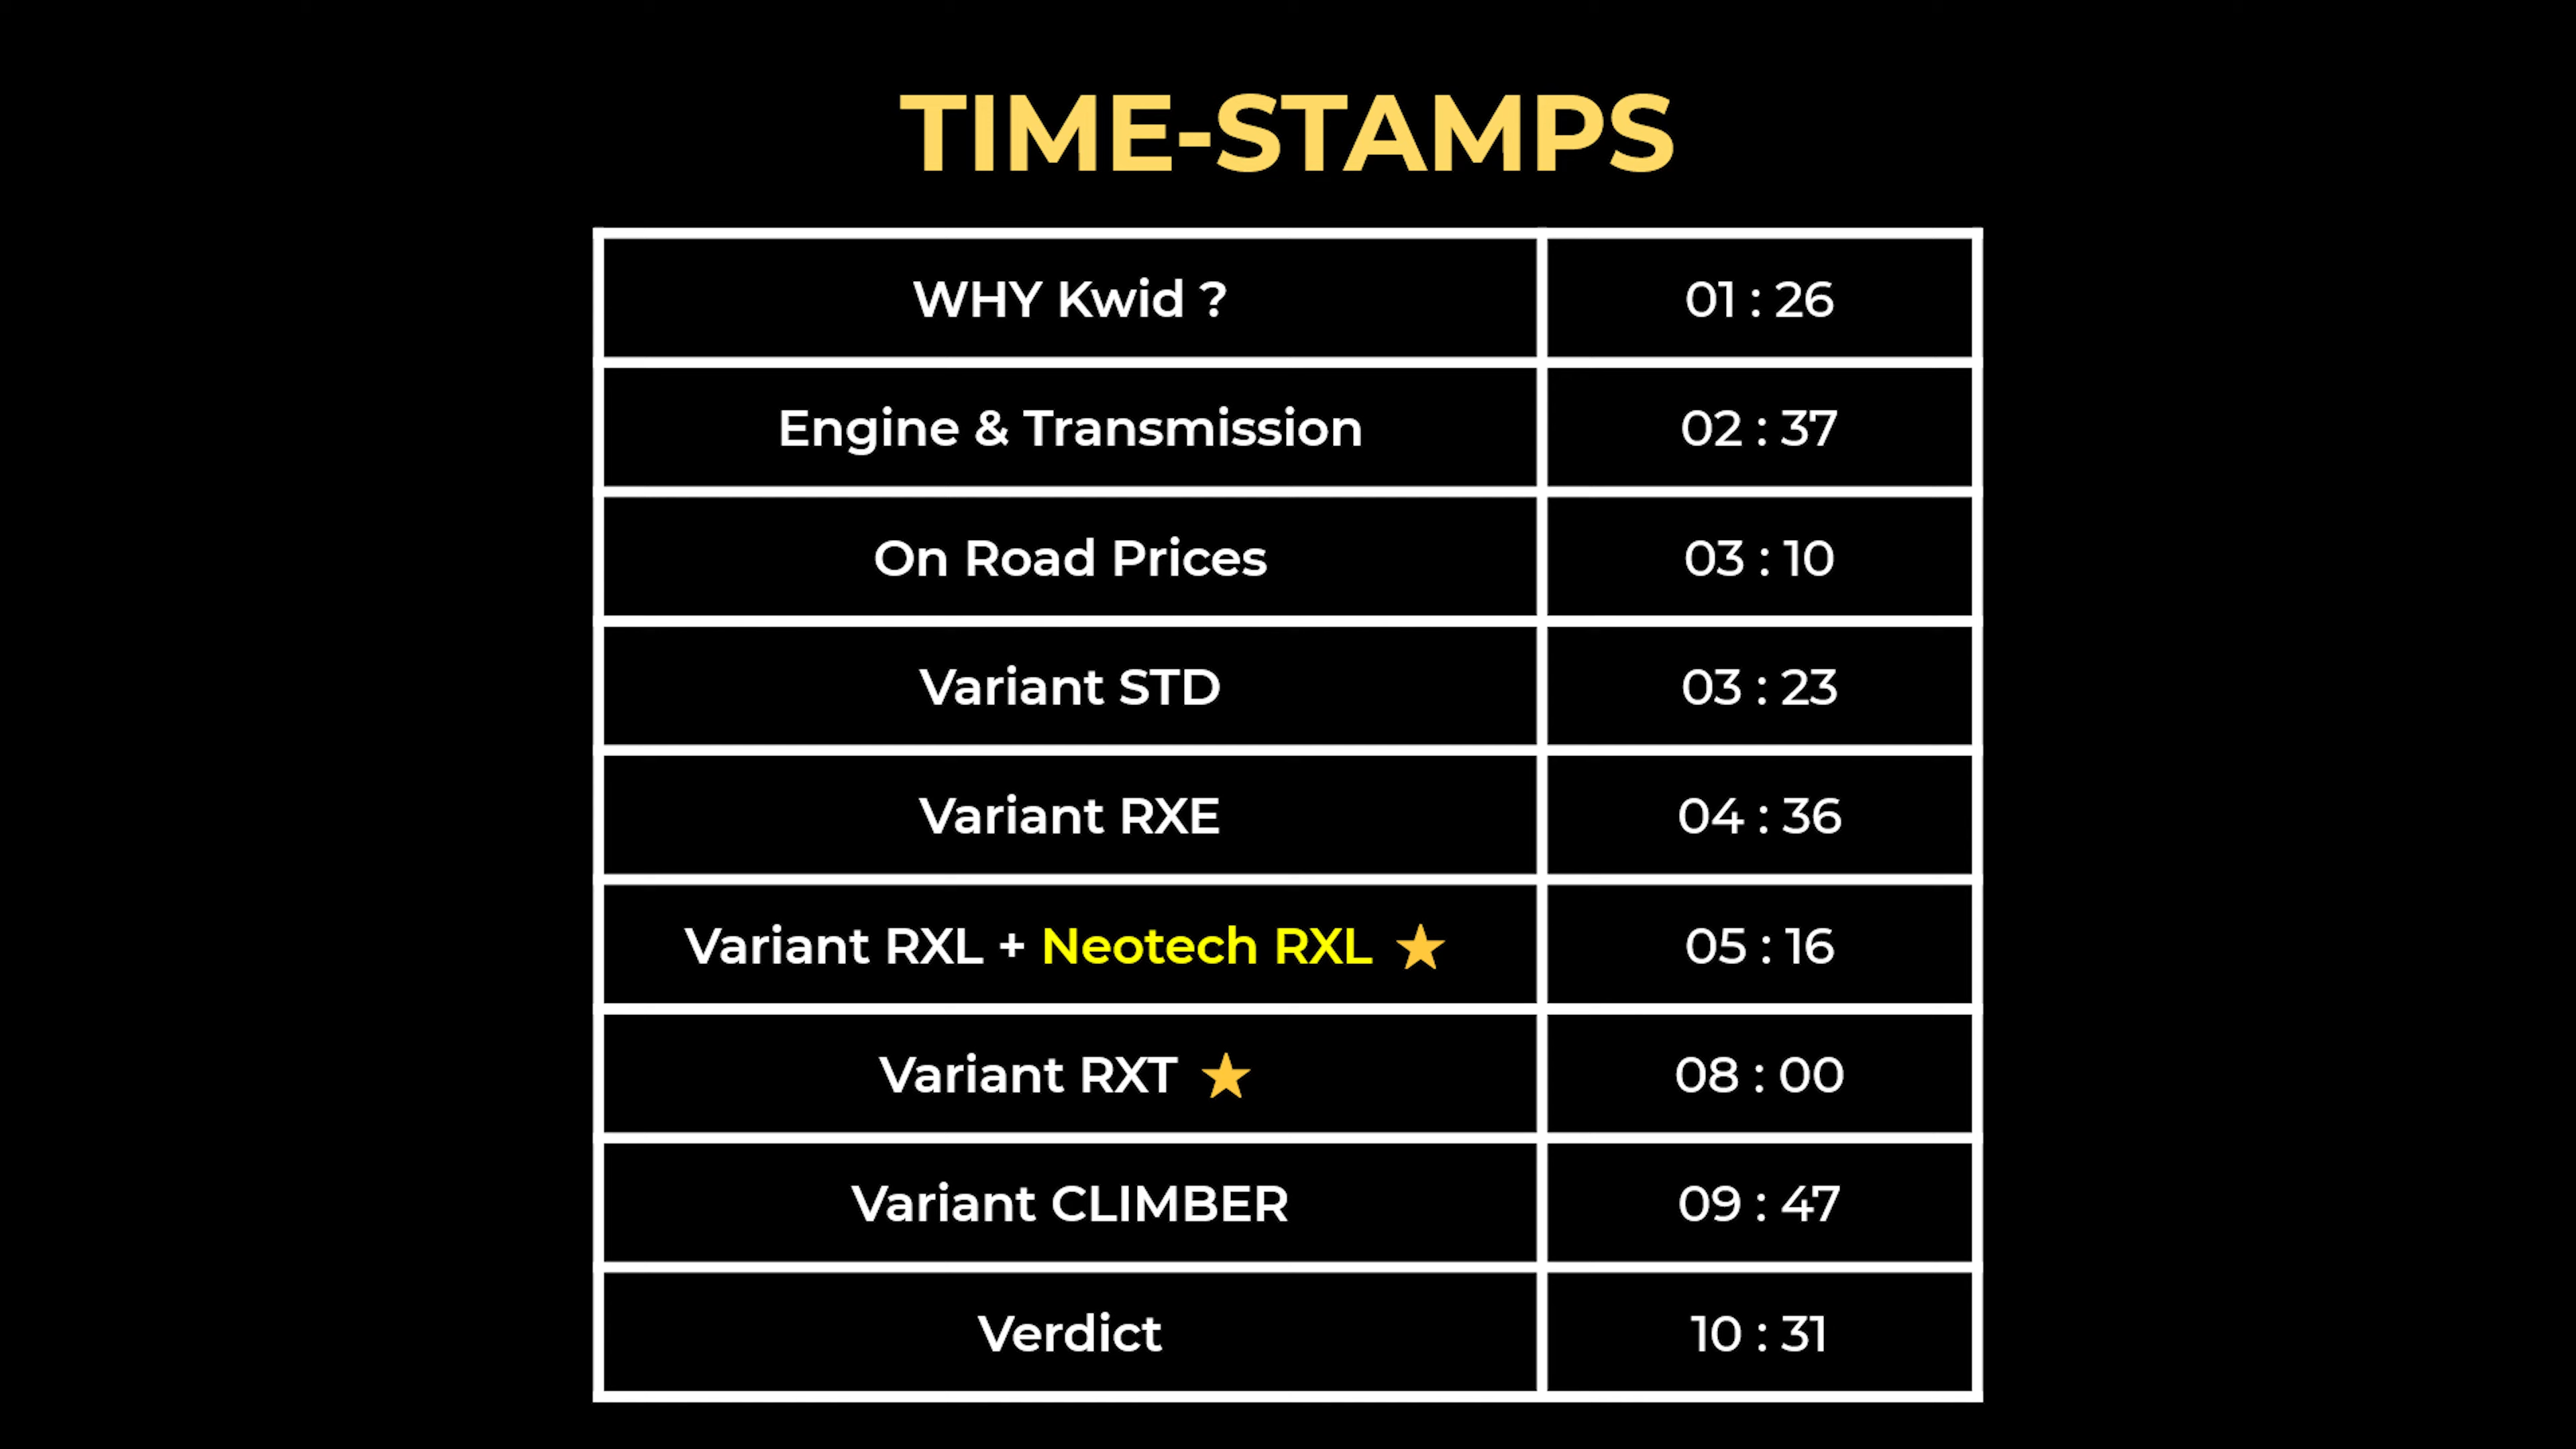 TIME-STAMPS
WHY Kwid ? 01 : 26
Engine & Transmission 02 : 37
On Road Prices 03 : 10
Variant STD 03 : 23
Variant RXE 04 : 36
Variant RXL + Neotech RXL 05 : 16
Variant RXT 08 : 00
Variant CLIMBER 09 : 47
Verdict 10 : 31